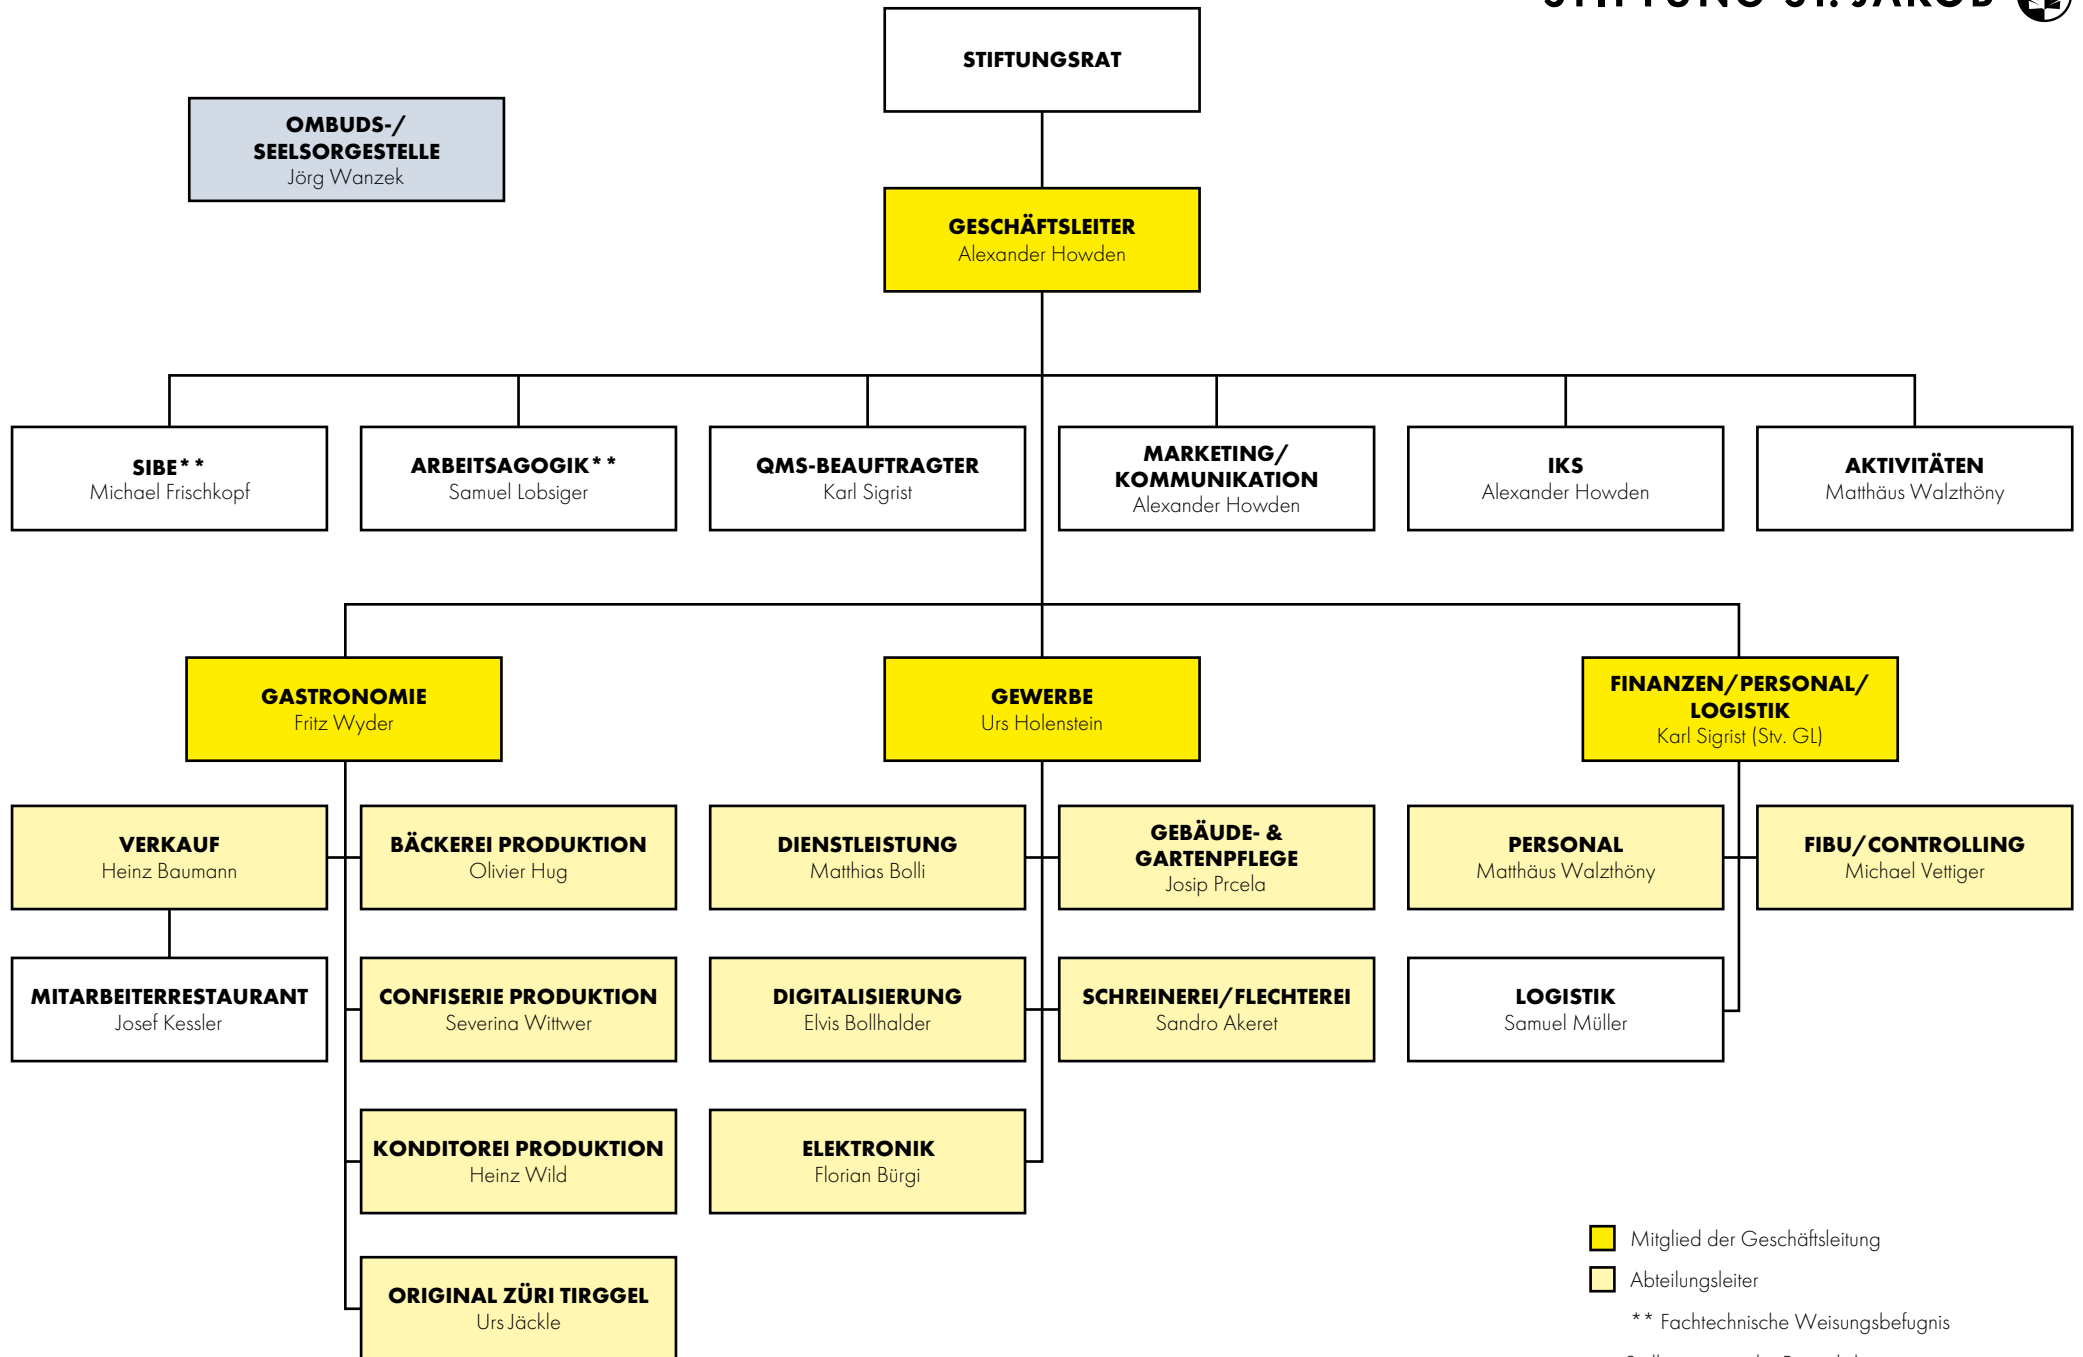 STIFTUNG ST. JAKOB
STIFTUNGSRAT
OMBUDS-/
SEELSORGESTELLE
Jörg Wanzek
GESCHÄFTSLEITER
Alexander Howden
SIBE**
Michael Frischkopf
ARBEITSAGOGIK**
Samuel Lobsiger
QMS-BEAUFTRAGTER
Karl Sigrist
MARKETING/
KOMMUNIKATION
Alexander Howden
IKS
Alexander Howden
AKTIVITÄTEN
Matthäus Walzthöny
GASTRONOMIE
Fritz Wyder
GEWERBE
Urs Holenstein
FINANZEN/PERSONAL/
LOGISTIK
Karl Sigrist (Stv. GL)
VERKAUF
Heinz Baumann
BÄCKEREI PRODUKTION
Olivier Hug
DIENSTLEISTUNG
Matthias Bolli
GEBÄUDE- &
GARTENPFLEGE
Josip Prcela
PERSONAL
Matthäus Walzthöny
FIBU/CONTROLLING
Michael Vettiger
MITARBEITERRESTAURANT
Josef Kessler
CONFISERIE PRODUKTION
Severina Wittwer
DIGITALISIERUNG
Elvis Bollhalder
SCHREINEREI/FLECHTEREI
Sandro Akeret
LOGISTIK
Samuel Müller
KONDITOREI PRODUKTION
Heinz Wild
ELEKTRONIK
Florian Bürgi
ORIGINAL ZÜRI TIRGGEL
Urs Jäckle
Mitglied der Geschäftsleitung
Abteilungsleiter
** Fachtechnische Weisungsbefugnis